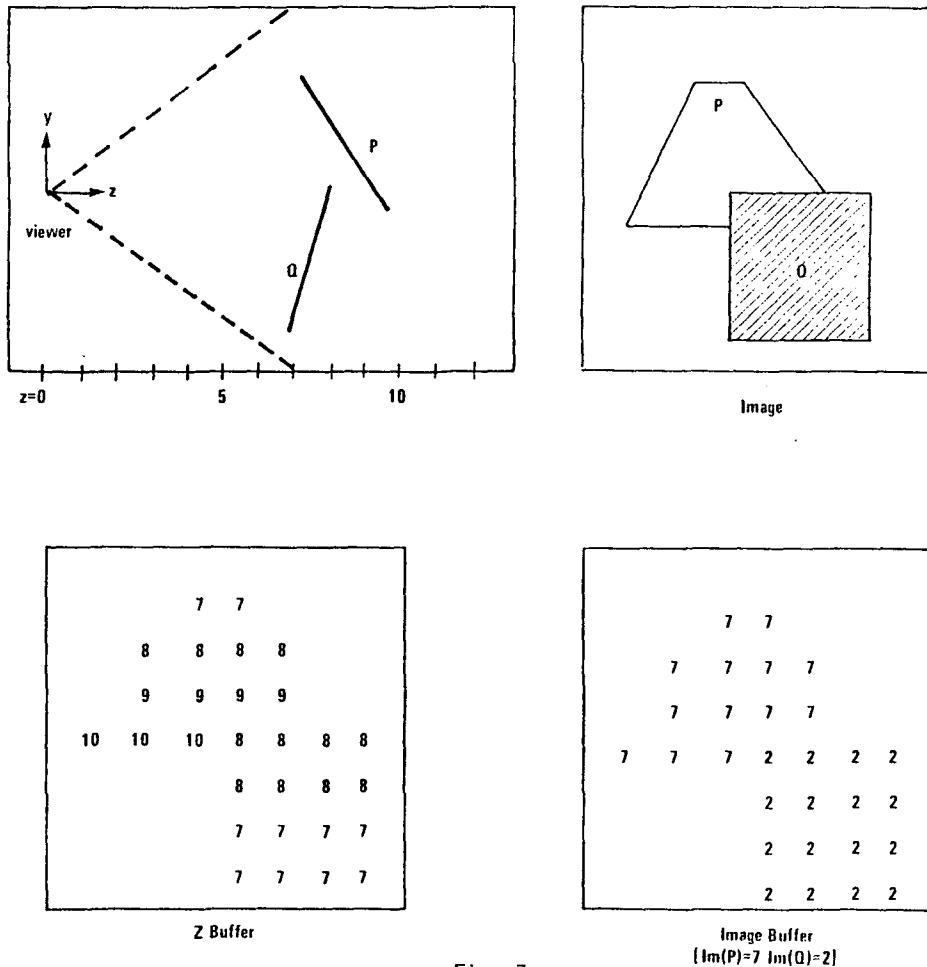 y
z
viewer
P
Q
z=0 5 10
P
Q
Image
7 7
8 8 8 8
9 9 9 9
10 10 10 8 8 8 8
8 8 8 8
7 7 7 7
7 7 7 7
Z Buffer
7 7
7 7 7 7
7 7 7 7
7 7 7 2 2 2 2
2 2 2 2
2 2 2 2
2 2 2 2
Image Buffer
[Im(P)=7 Im(Q)=2]